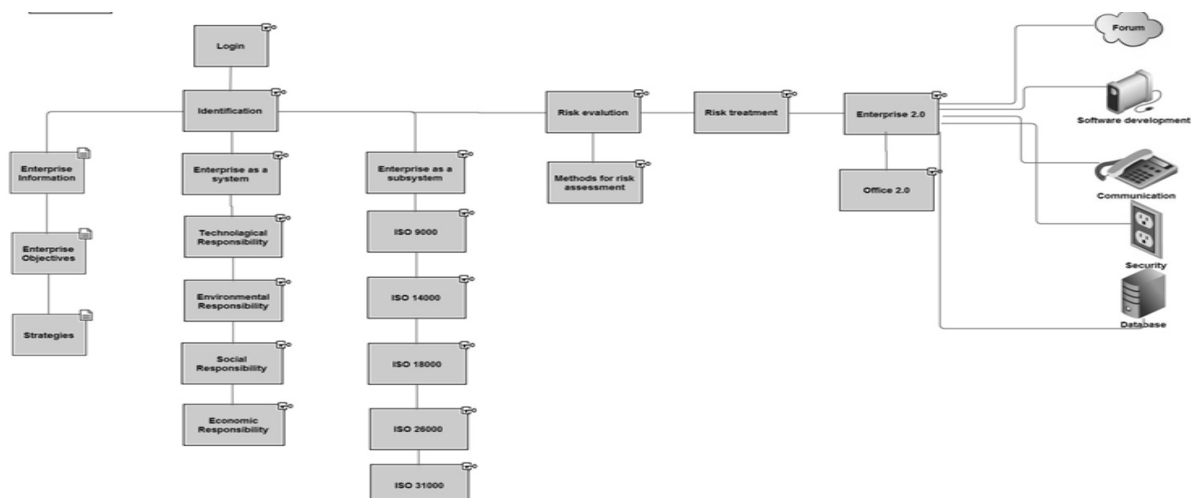 Login
Identification
Enterprise
Information
Enterprise
Objectives
Strategies
Enterprise as a
system
Technolagical
Responsibility
Environmental
Responsibility
Social
Responsibility
Economic
Responsibility
Enterprise as a
subsystem
ISO 9000
ISO 14000
ISO 18000
ISO 26000
ISO 31000
Risk evalution
Methods for risk
assessment
Risk treatment
Enterprise 2.0
Office 2.0
Forum
Software development
Communication
Security
Database